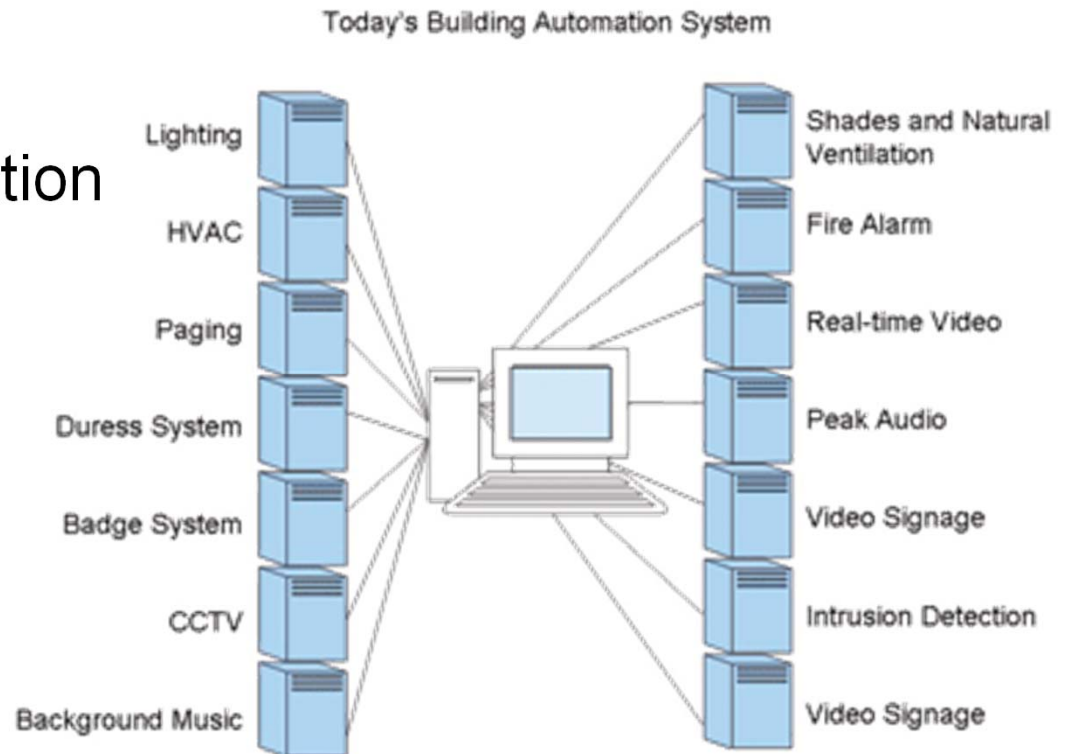 Today's Building Automation System
tion
Lighting
HVAC
Paging
Duress System
Badge System
CCTV
Background Music
Shades and Natural
Ventilation
Fire Alarm
Real-time Video
Peak Audio
Video Signage
Intrusion Detection
Video Signage